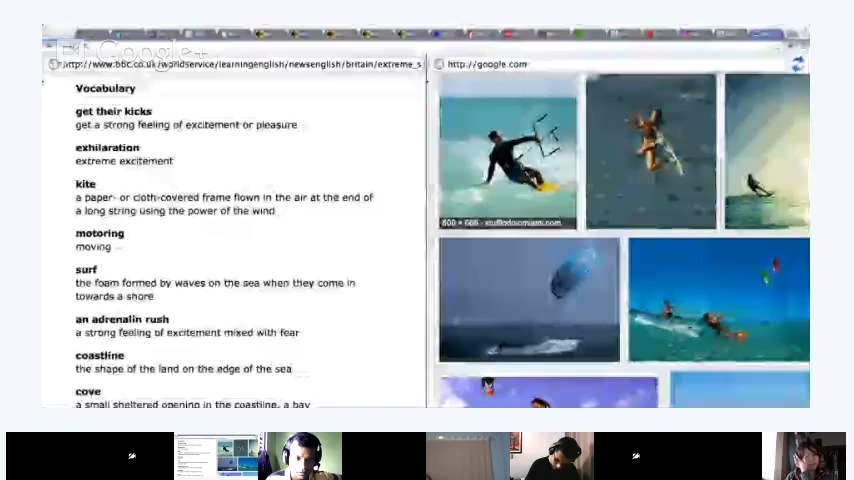 Google+
http://www.bbc.co.uk/worldservice/learningenglish/newsenglish/britain/extreme_s
http://google.com
Vocabulary
get their kicks
get a strong feeling of excitement or pleasure
exhilaration
extreme excitement
kite
a paper- or cloth-covered frame flown in the air at the end of
a long string using the power of the wind
motoring
moving
surf
the foam formed by waves on the sea when they come in
towards a shore
an adrenalin rush
a strong feeling of excitement mixed with fear
coastline
the shape of the land on the edge of the sea
cove
a small sheltered opening in the coastline, a bay